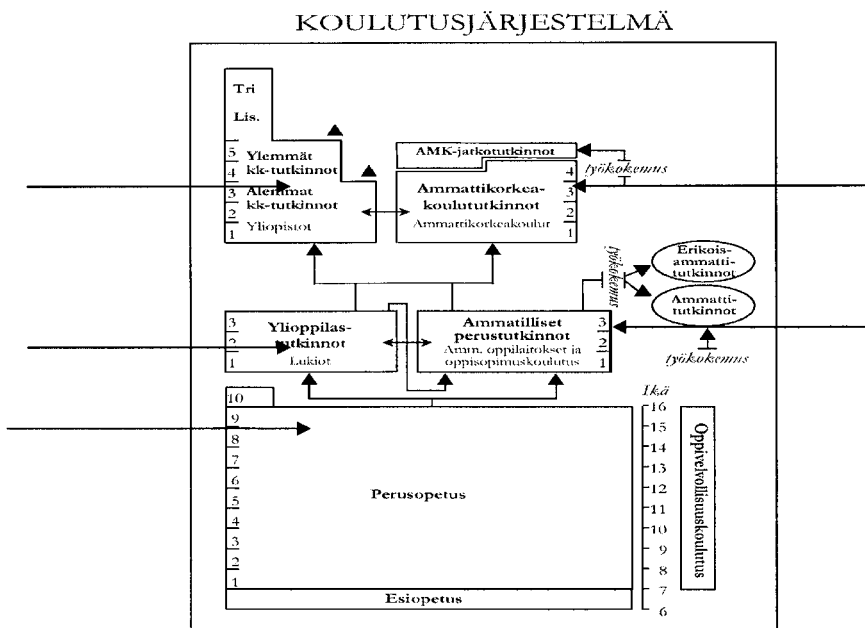 KOULUTUSJÄRJESTELMÄ
Tri
Lis.
5
4
3
2
1
Ylemmät
kk-tutkinnot
Alemmat
kk-tutkinnot
Yliopistot
AMK-jatkotutkinnot
Ammattikorkea-
koulututkinnot
Ammattikorkeakoulut
4
3
2
1
työkokemus
työkokemus
Erikois-
ammatti-
tutkinnot
Ammatti-
tutkinnot
työkokemus
3
2
1
Ylioppilas-
tutkinnot
Lukiot
Ammatilliset
perustutkinnot
Amm. oppilaitokset ja
oppisopimuskoulutus
3
2
1
10
9
8
7
6
5
4
3
2
1
Perusopetus
Esiopetus
Ikä
16
15
14
13
12
11
10
9
8
7
6
Oppivelvollisuuskoulutus